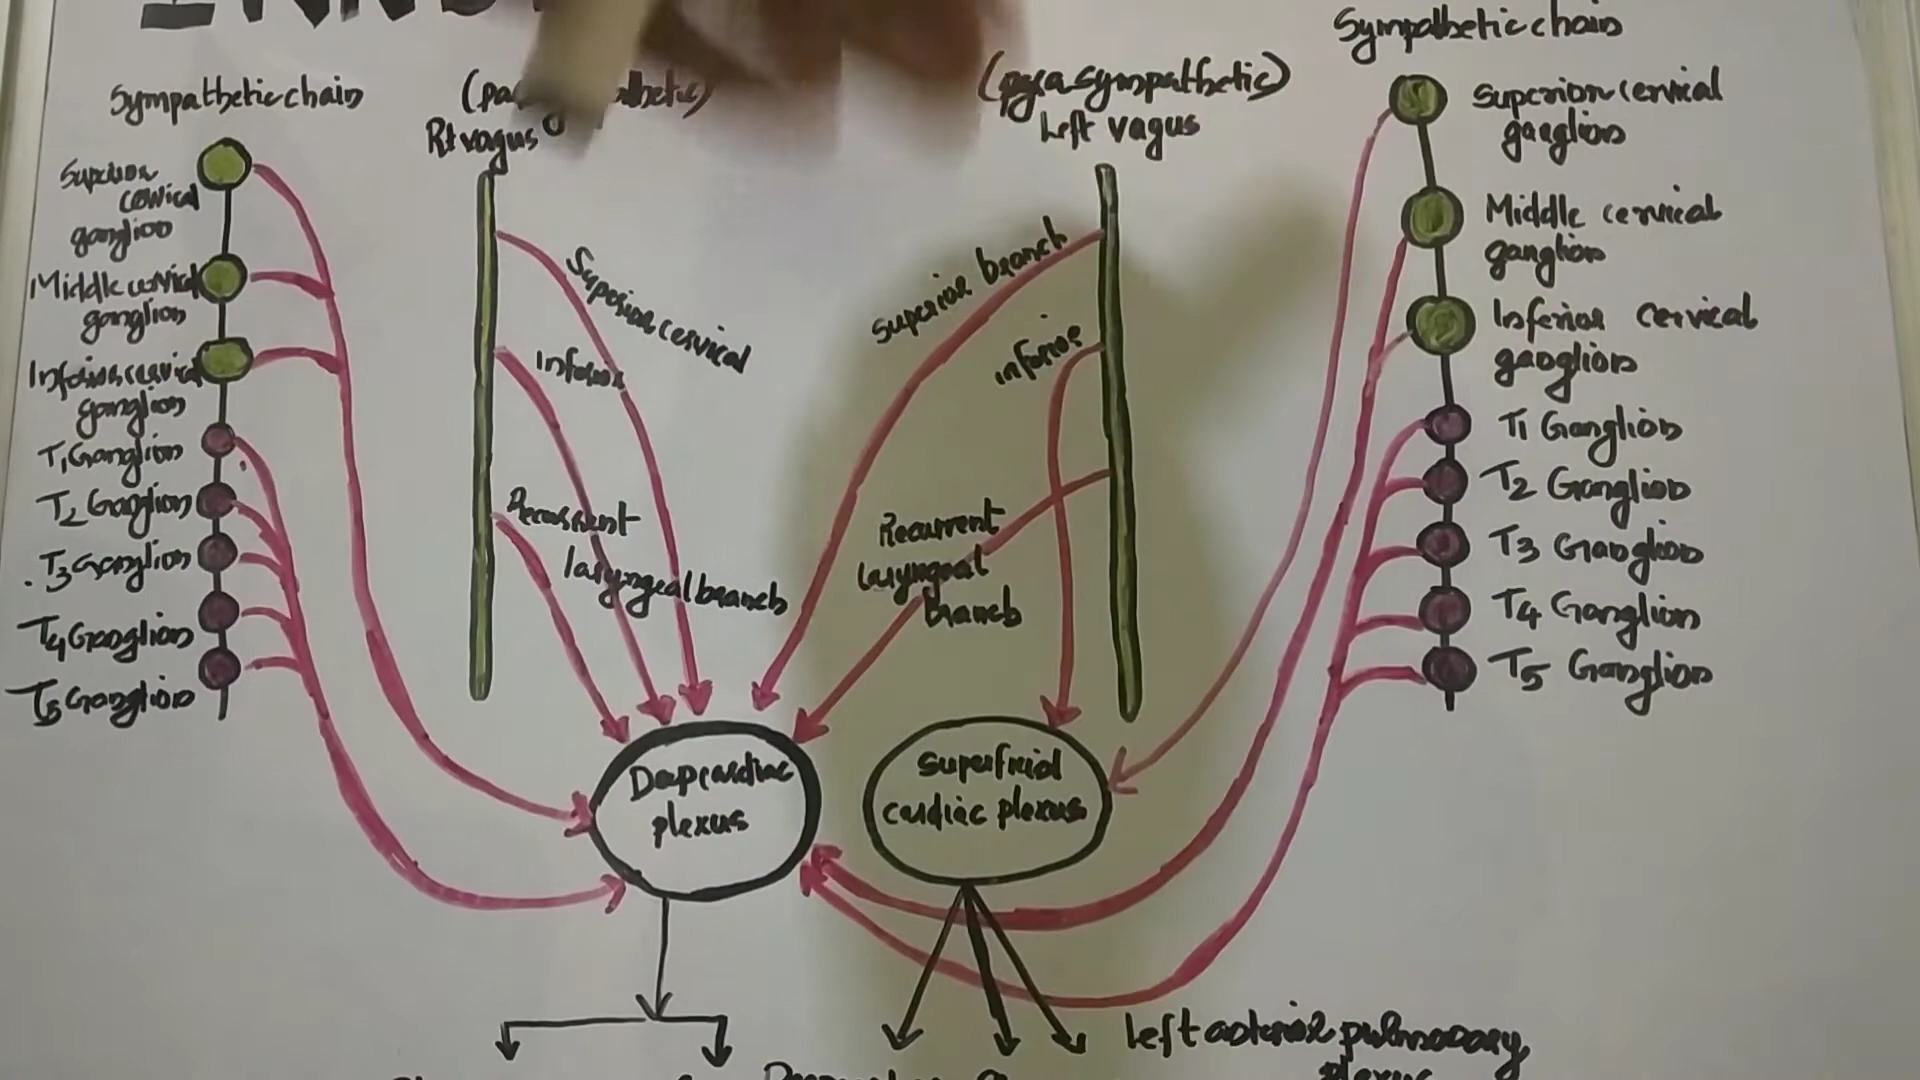 Sympathetic chain
Superior
cervical
ganglion
Middle cervical
ganglion
Inferior cervical
ganglion
T1 Ganglion
T2 Ganglion
T3 Ganglion
T4 Ganglion
T5 Ganglion
Rt vagus
Superior cervical
Inferior
Recurrent
laryngeal branch
(parasympathetic)
Left vagus
Superior branch
inferior
Recurrent
laryngeal
Branch
Sympathetic chain
Superior cervical
ganglion
Middle cervical
ganglion
Inferior cervical
ganglion
T1 Ganglion
T2 Ganglion
T3 Ganglion
T4 Ganglion
T5 Ganglion
Deep cardiac
plexus
Superficial
cardiac plexus
Left anterior pulmonary
plexus